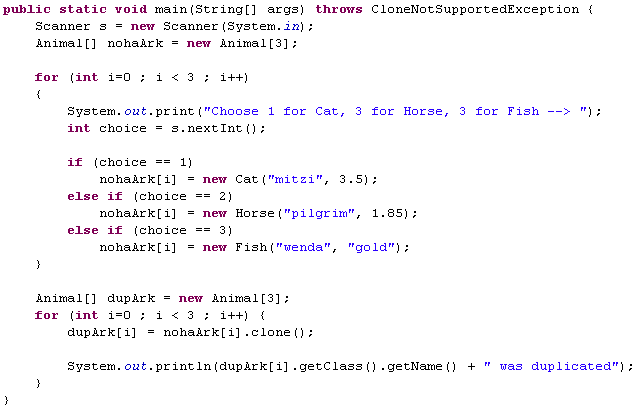 public static void main(String[] args) throws CloneNotSupportedException {
Scanner s = new Scanner(System.in);
Animal[] nohaArk = new Animal[3];
for (int i=0 ; i < 3 ; i++)
{
System.out.print("Choose 1 for Cat, 3 for Horse, 3 for Fish --> ");
int choice = s.nextInt();
if (choice == 1)
nohaArk[i] = new Cat("mitzi", 3.5);
else if (choice == 2)
nohaArk[i] = new Horse("pilgrim", 1.85);
else if (choice == 3)
nohaArk[i] = new Fish("wenda", "gold");
}
Animal[] dupArk = new Animal[3];
for (int i=0 ; i < 3 ; i++) {
dupArk[i] = nohaArk[i].clone();
System.out.println(dupArk[i].getClass().getName() + " was duplicated");
}
}